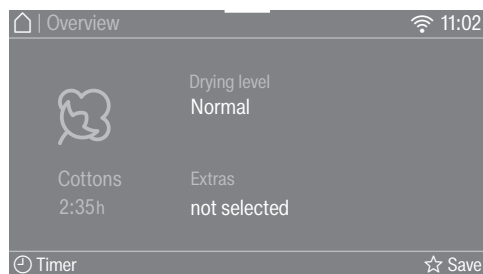 | Overview 11:02
Drying level
Normal
Cottons
2:35h
Extras
not selected
Timer Save